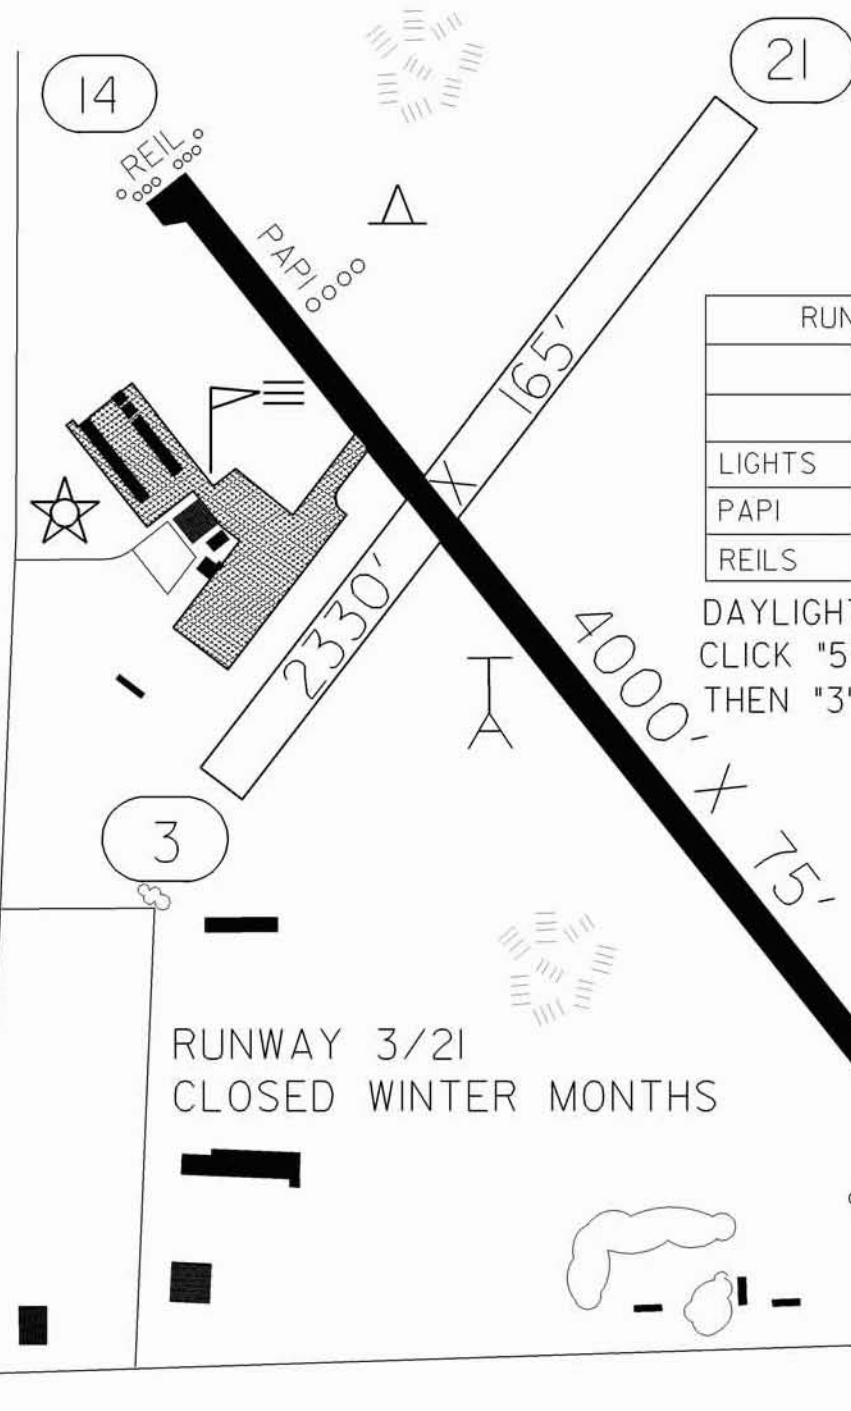 14
21
REIL
PAPI
165'
X
2330'
3
RUN
LIGHTS
PAPI
REILS
DAYLIGHT
CLICK "5
THEN "3"
4000' X 75'
RUNWAY 3/21
CLOSED WINTER MONTHS